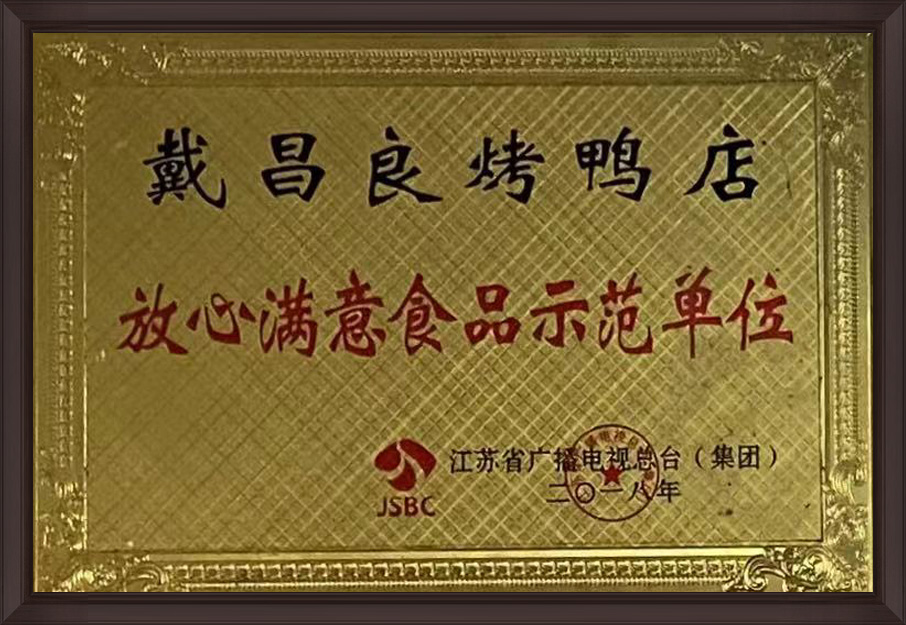 戴昌良烤鸭店
放心满意食品示范单位
JSBC
江苏省广播电视总台（集团）
二〇一八年